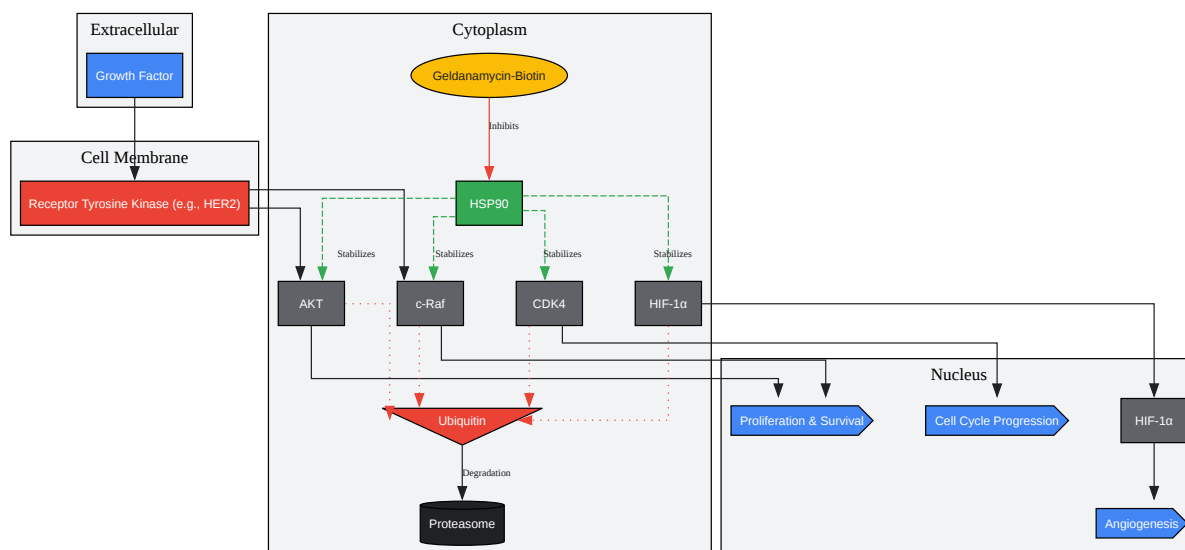 Extracellular
Growth Factor
Cell Membrane
Receptor Tyrosine Kinase (e.g., HER2)
Cytoplasm
Geldanamycin-Biotin
Inhibits
HSP90
Stabilizes
Stabilizes
Stabilizes
Stabilizes
AKT
c-Raf
CDK4
HIF-1α
Ubiquitin
Degradation
Proteasome
Nucleus
Proliferation & Survival
Cell Cycle Progression
HIF-1α
Angiogenesis